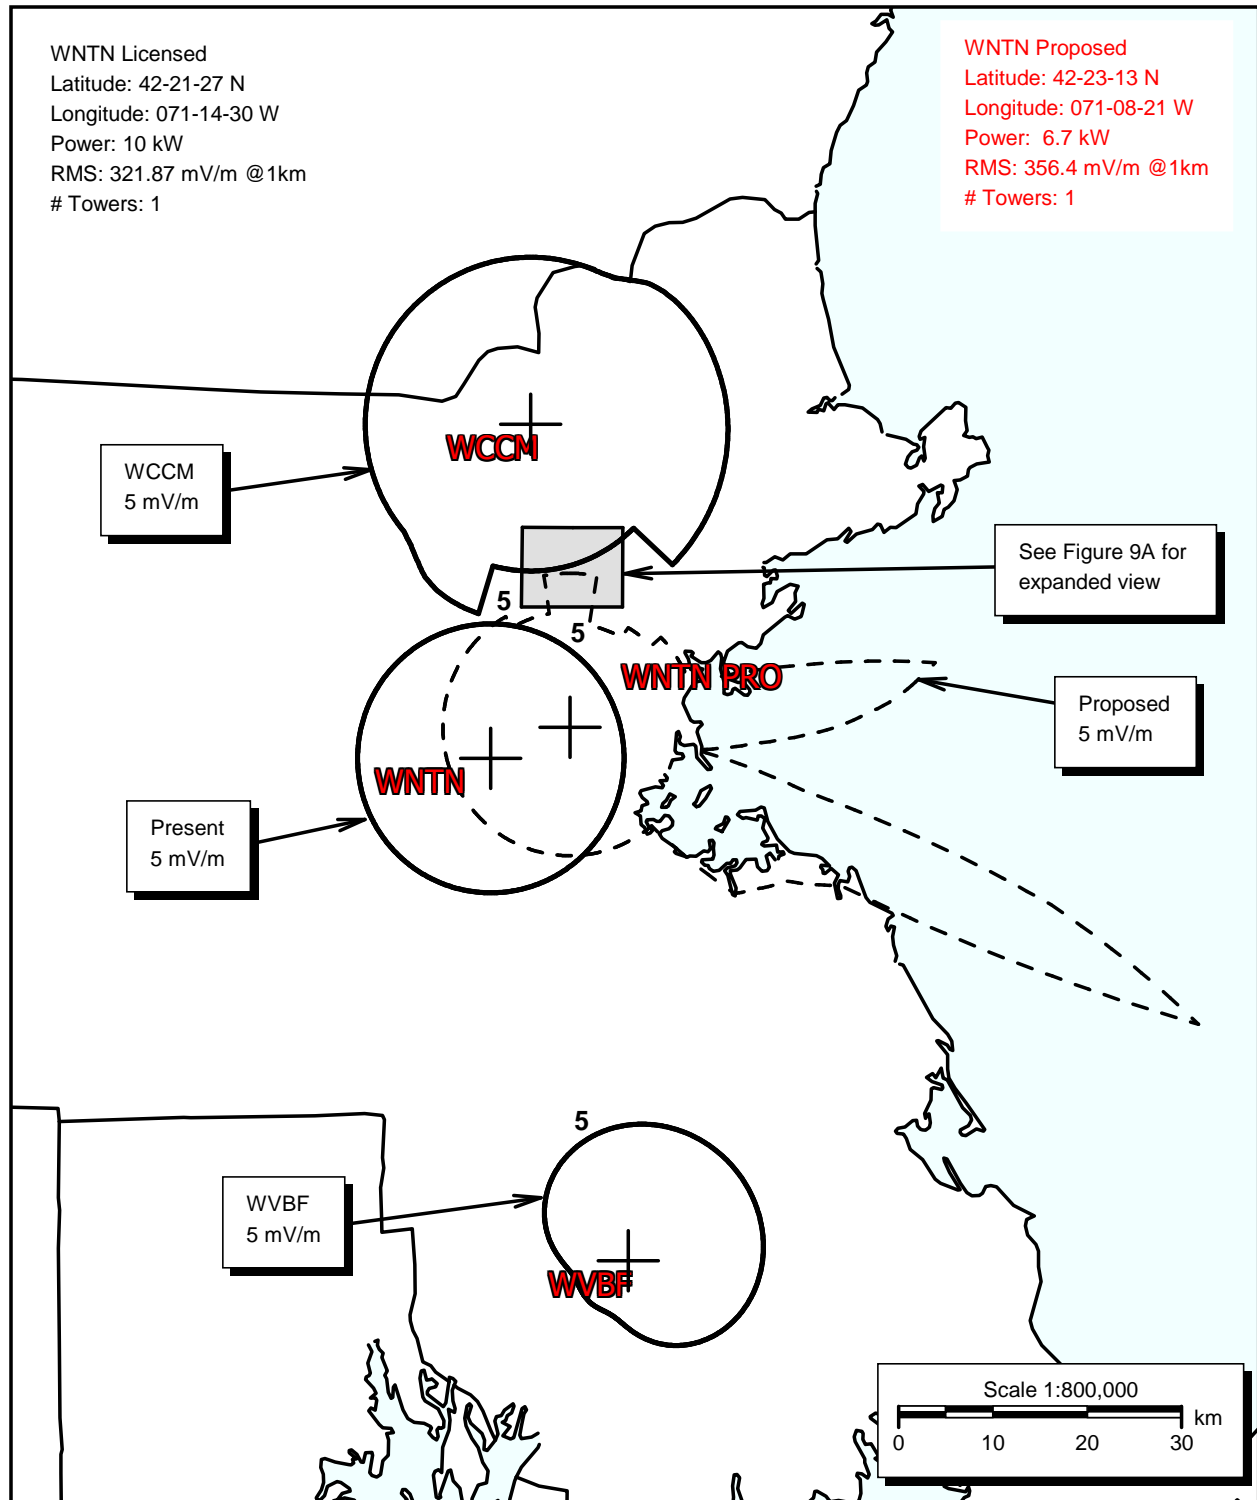 WNTN Licensed
Latitude: 42-21-27 N
Longitude: 071-14-30 W
Power: 10 kW
RMS: 321.87 mV/m @1km
# Towers: 1
WNTN Proposed
Latitude: 42-23-13 N
Longitude: 071-08-21 W
Power: 6.7 kW
RMS: 356.4 mV/m @1km
# Towers: 1
WCCM
WCCM
5 mV/m
See Figure 9A for
expanded view
5
5
WNTN PRO
Proposed
5 mV/m
WNTN
Present
5 mV/m
5
WVBF
5 mV/m
WVBF
Scale 1:800,000
km
0 10 20 30